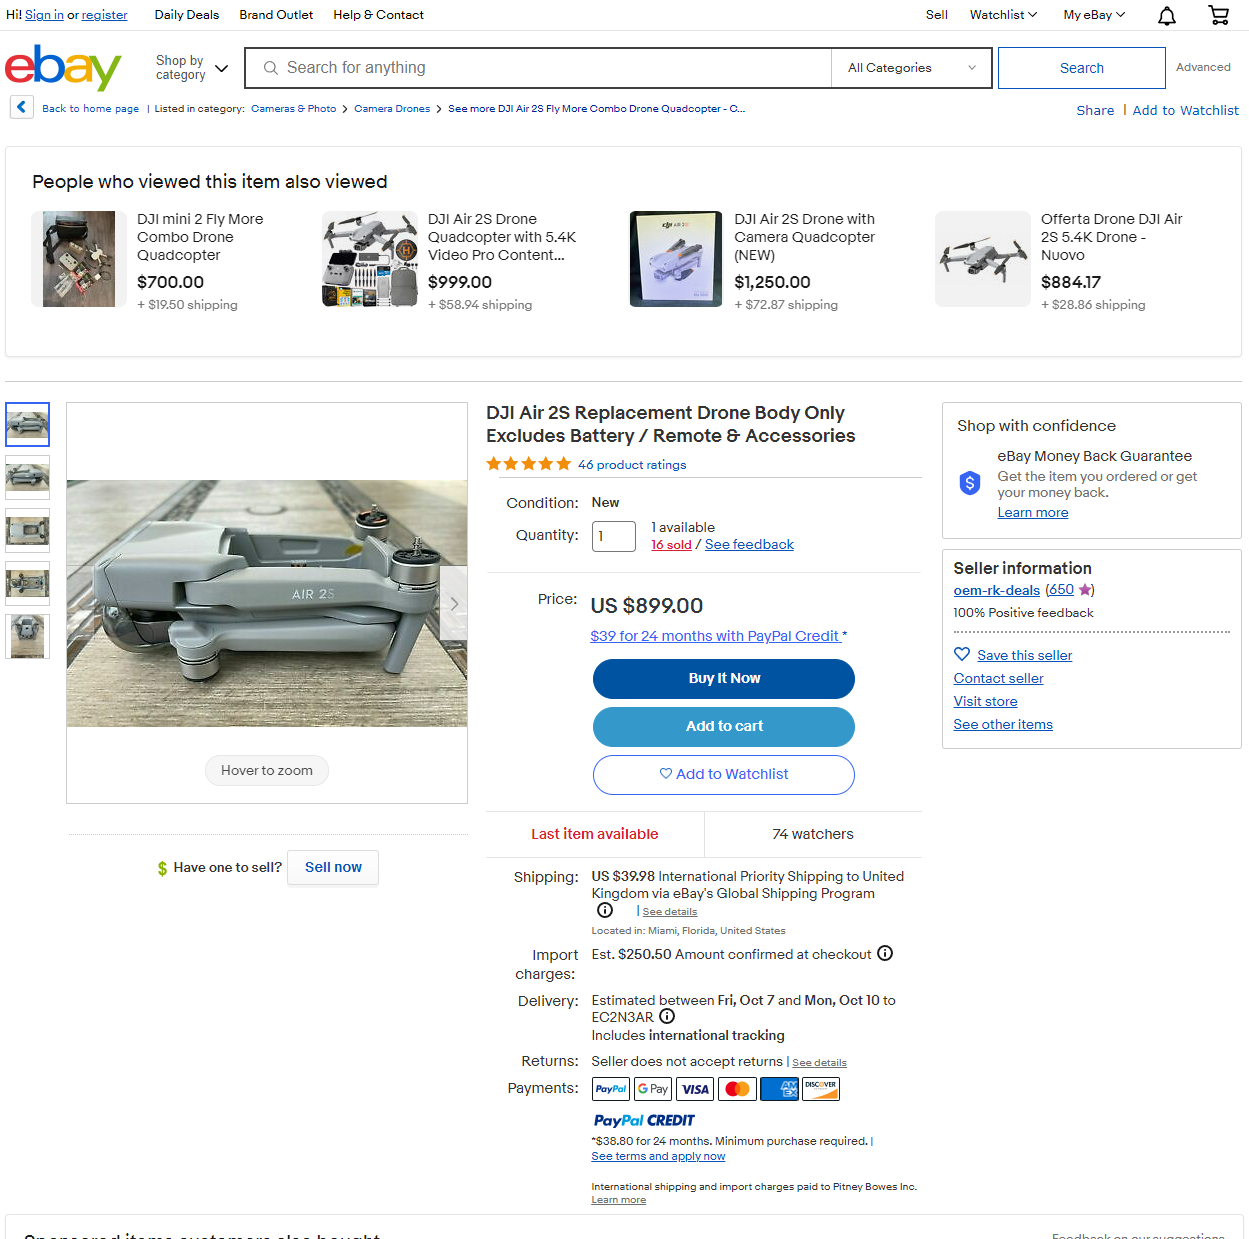 Hi! Sign in or register Daily Deals Brand Outlet Help & Contact Sell Watchlist My eBay
ebay Shop by category Search for anything All Categories Search Advanced
Back to home page | Listed in category: Cameras & Photo > Camera Drones > See more DJI Air 2S Fly More Combo Drone Quadcopter - C...
Share | Add to Watchlist
People who viewed this item also viewed
DJI mini 2 Fly More
Combo Drone
Quadcopter
$700.00
+ $19.50 shipping
DJI Air 2S Drone
Quadcopter with 5.4K
Video Pro Content...
$999.00
+ $58.94 shipping
DJI Air 2S Drone with
Camera Quadcopter
(NEW)
$1,250.00
+ $72.87 shipping
Offerta Drone DJI Air
2S 5.4K Drone -
Nuovo
$884.17
+ $28.86 shipping
AIR 2S
Hover to zoom
$ Have one to sell? Sell now
DJI Air 2S Replacement Drone Body Only
Excludes Battery / Remote & Accessories
46 product ratings
Condition: New
Quantity: 1
1 available
16 sold / See feedback
Price: US $899.00
$39 for 24 months with PayPal Credit *
Buy It Now
Add to cart
Add to Watchlist
Last item available 74 watchers
Shipping: US $39.98 International Priority Shipping to United
Kingdom via eBay's Global Shipping Program
| See details
Located in: Miami, Florida, United States
Import charges: Est. $250.50 Amount confirmed at checkout
Delivery: Estimated between Fri, Oct 7 and Mon, Oct 10 to
EC2N3AR
Includes international tracking
Returns: Seller does not accept returns | See details
Payments: PayPal G Pay VISA AMEX DISCOVER
PayPal CREDIT
*$38.80 for 24 months. Minimum purchase required. |
See terms and apply now
International shipping and import charges paid to Pitney Bowes Inc.
Learn more
Shop with confidence
eBay Money Back Guarantee
Get the item you ordered or get
your money back.
Learn more
Seller information
oem-rk-deals (650)
100% Positive feedback
Save this seller
Contact seller
Visit store
See other items
Sponsored items customers also bought
Feedback on our suggestions